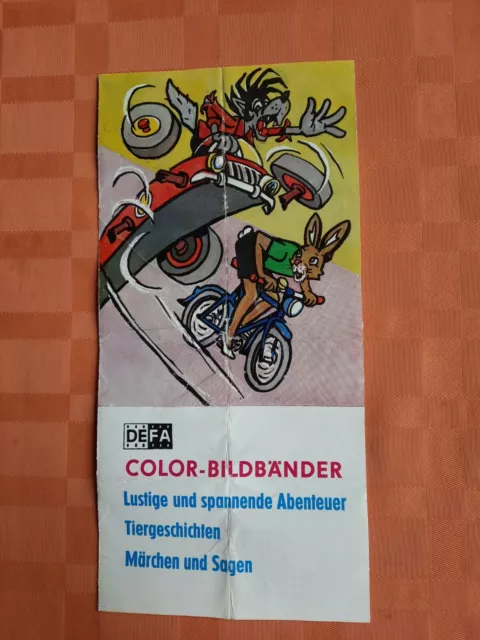 DEFA
COLOR-BILDBÄNDER
Lustige und spannende Abenteuer
Tiergeschichten
Märchen und Sagen